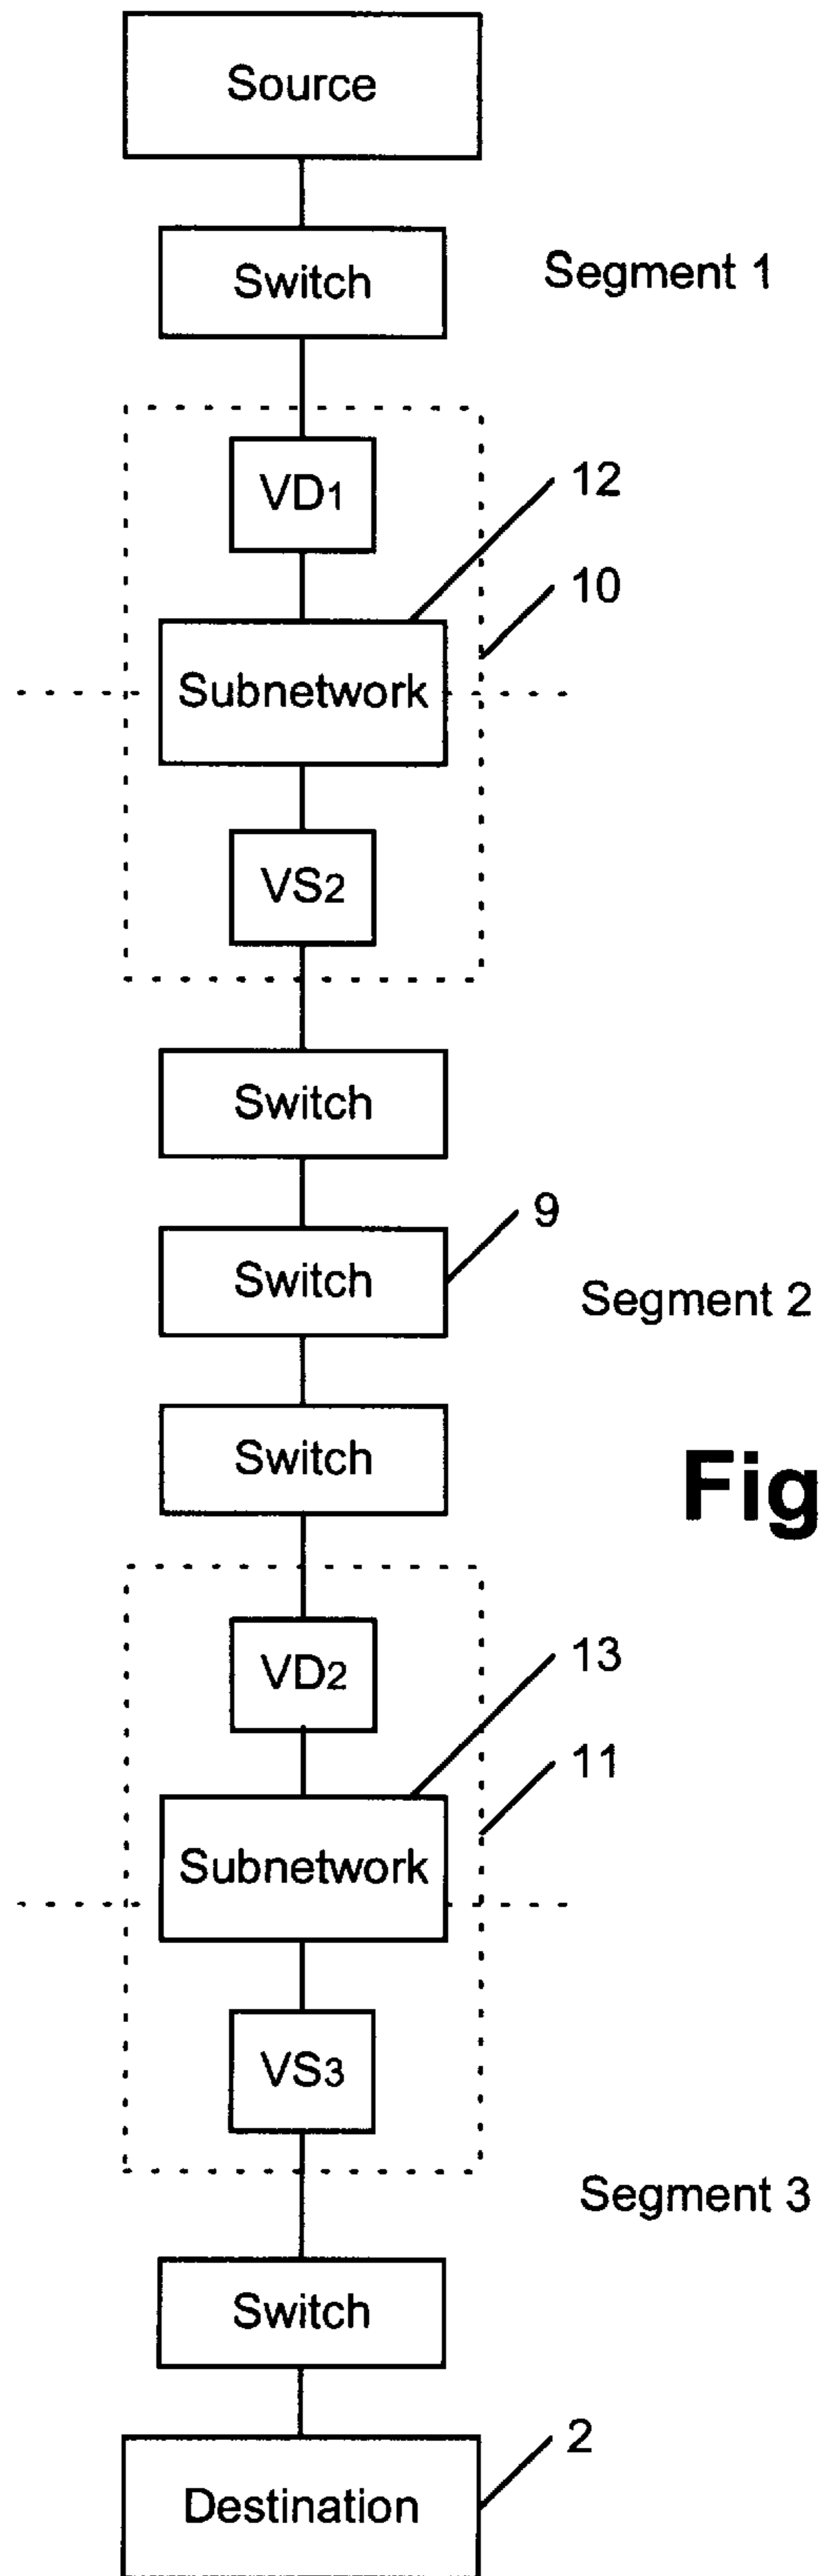 Source
Switch
Segment 1
VD1
12
10
Subnetwork
VS2
Switch
9
Switch
Segment 2
Switch
Fig
VD2
13
11
Subnetwork
VS3
Segment 3
Switch
2
Destination